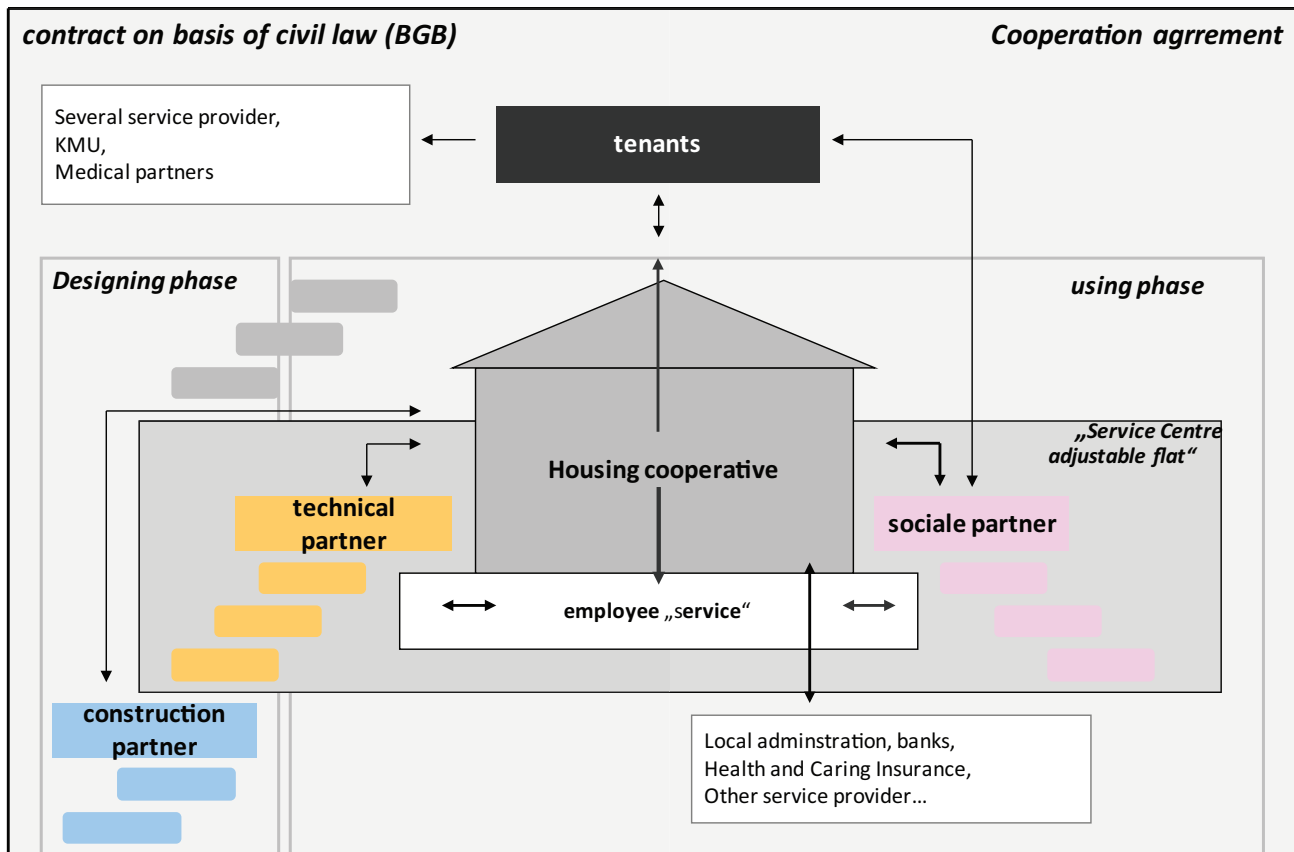 contract on basis of civil law (BGB)
Cooperation agrrement
Several service provider,
KMU,
Medical partners
tenants
Designing phase
using phase
„Service Centre
adjustable flat“
Housing cooperative
technical
partner
sociale partner
employee „service“
construction
partner
Local adminstration, banks,
Health and Caring Insurance,
Other service provider…